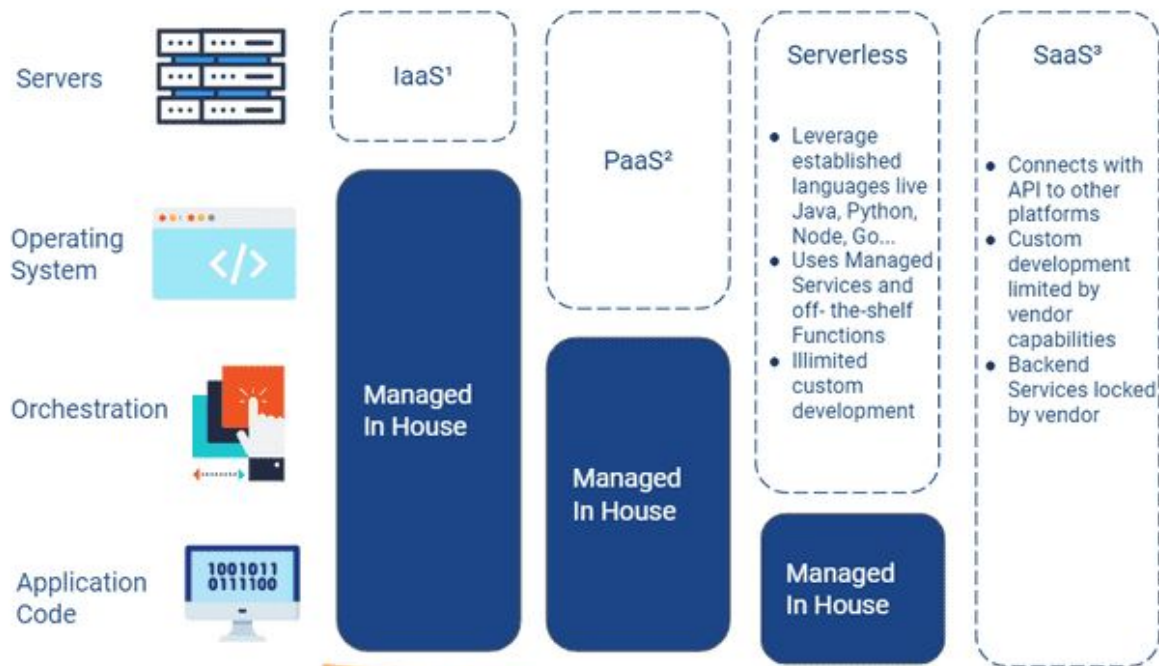 Servers
IaaS¹
Serverless
SaaS³
PaaS²
● Leverage
established
languages live
Java, Python,
Node, Go...
● Uses Managed
Services and
off- the-shelf
Functions
● Illimited
custom
development
● Connects with
API to other
platforms
● Custom
development
limited by
vendor
capabilities
● Backend
Services locked
by vendor
Operating
System
</>
Orchestration
Managed
In House
Managed
In House
Application
Code
1001011
0111100
Managed
In House